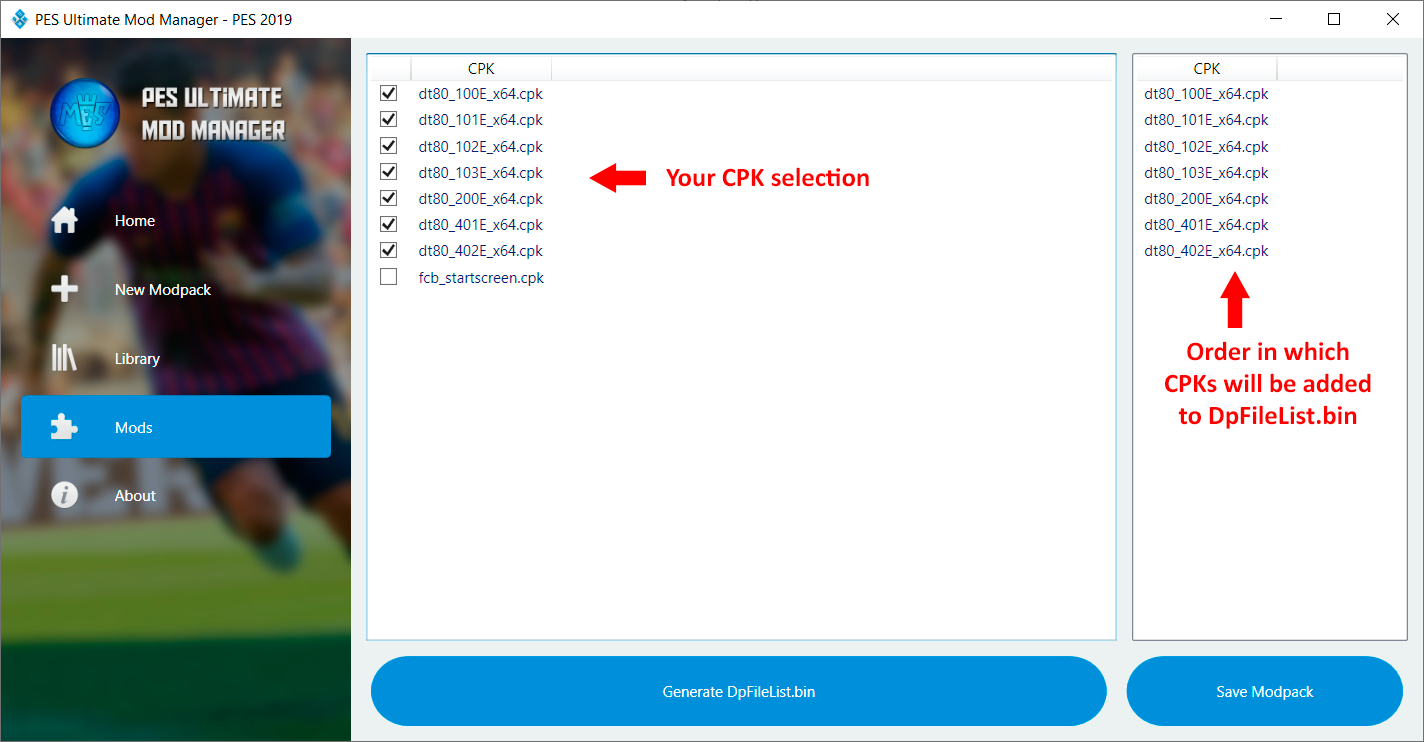 PES Ultimate Mod Manager - PES 2019
PES ULTIMATE
MOD MANAGER
Home
New Modpack
Library
Mods
About
CPK
dt80_100E_x64.cpk
dt80_101E_x64.cpk
dt80_102E_x64.cpk
dt80_103E_x64.cpk
dt80_200E_x64.cpk
dt80_401E_x64.cpk
dt80_402E_x64.cpk
fcb_startscreen.cpk
Your CPK selection
Generate DpFileList.bin
CPK
dt80_100E_x64.cpk
dt80_101E_x64.cpk
dt80_102E_x64.cpk
dt80_103E_x64.cpk
dt80_200E_x64.cpk
dt80_401E_x64.cpk
dt80_402E_x64.cpk
Order in which
CPKs will be added
to DpFileList.bin
Save Modpack